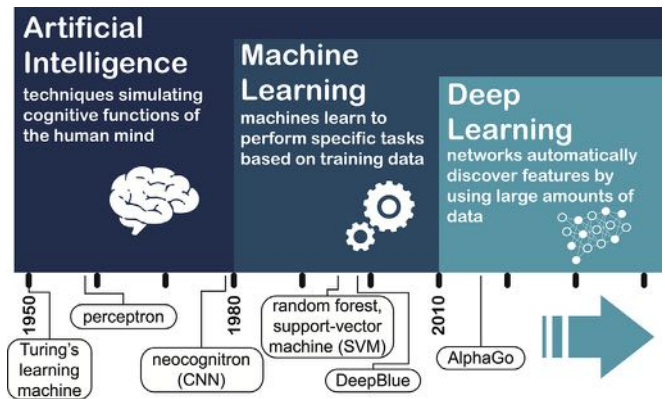 Artificial
Intelligence
techniques simulating
cognitive functions of
the human mind
Machine
Learning
machines learn to
perform specific tasks
based on training data
Deep
Learning
networks automatically
discover features by
using large amounts of
data
1950
1980
2010
perceptron
Turing's
learning
machine
neocognitron
(CNN)
random forest,
support-vector
machine (SVM)
DeepBlue
AlphaGo